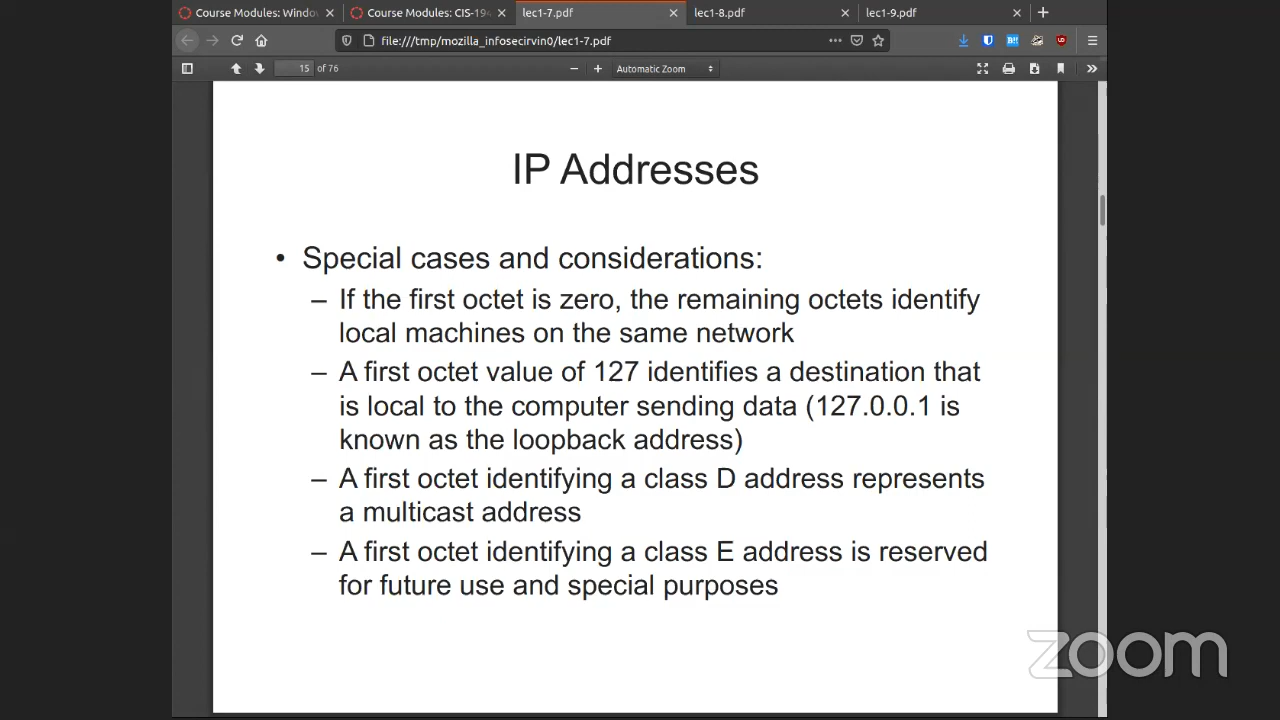 Course Modules: Window
Course Modules: CIS-194
lec1-7.pdf
lec1-8.pdf
lec1-9.pdf
file:///tmp/mozilla_infosecirvin0/lec1-7.pdf
15 of 76
Automatic Zoom
IP Addresses
• Special cases and considerations:
– If the first octet is zero, the remaining octets identify
local machines on the same network
– A first octet value of 127 identifies a destination that
is local to the computer sending data (127.0.0.1 is
known as the loopback address)
– A first octet identifying a class D address represents
a multicast address
– A first octet identifying a class E address is reserved
for future use and special purposes
zoom